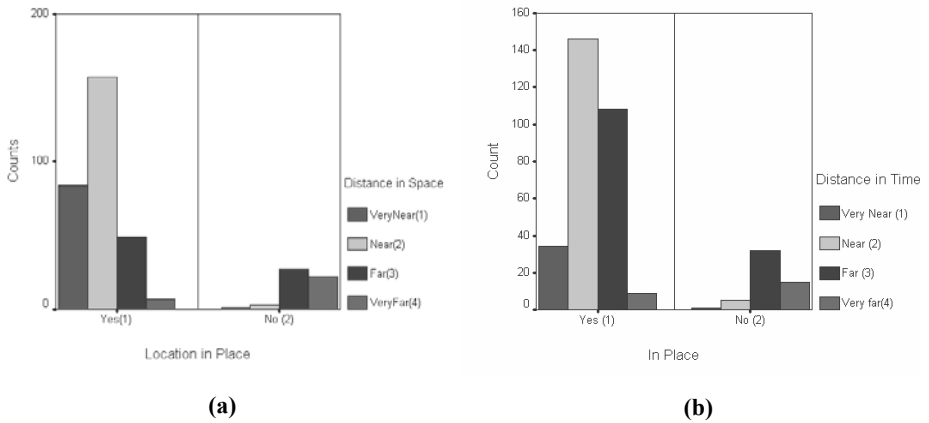 200
100
0
Counts
Yes(1)
No (2)
Location in Place
Distance in Space
VeryNear(1)
Near(2)
Far(3)
VeryFar(4)
(a)
160
140
120
100
80
60
40
20
0
Count
Yes (1)
No (2)
In Place
Distance in Time
Very Near (1)
Near (2)
Far (3)
Very far(4)
(b)